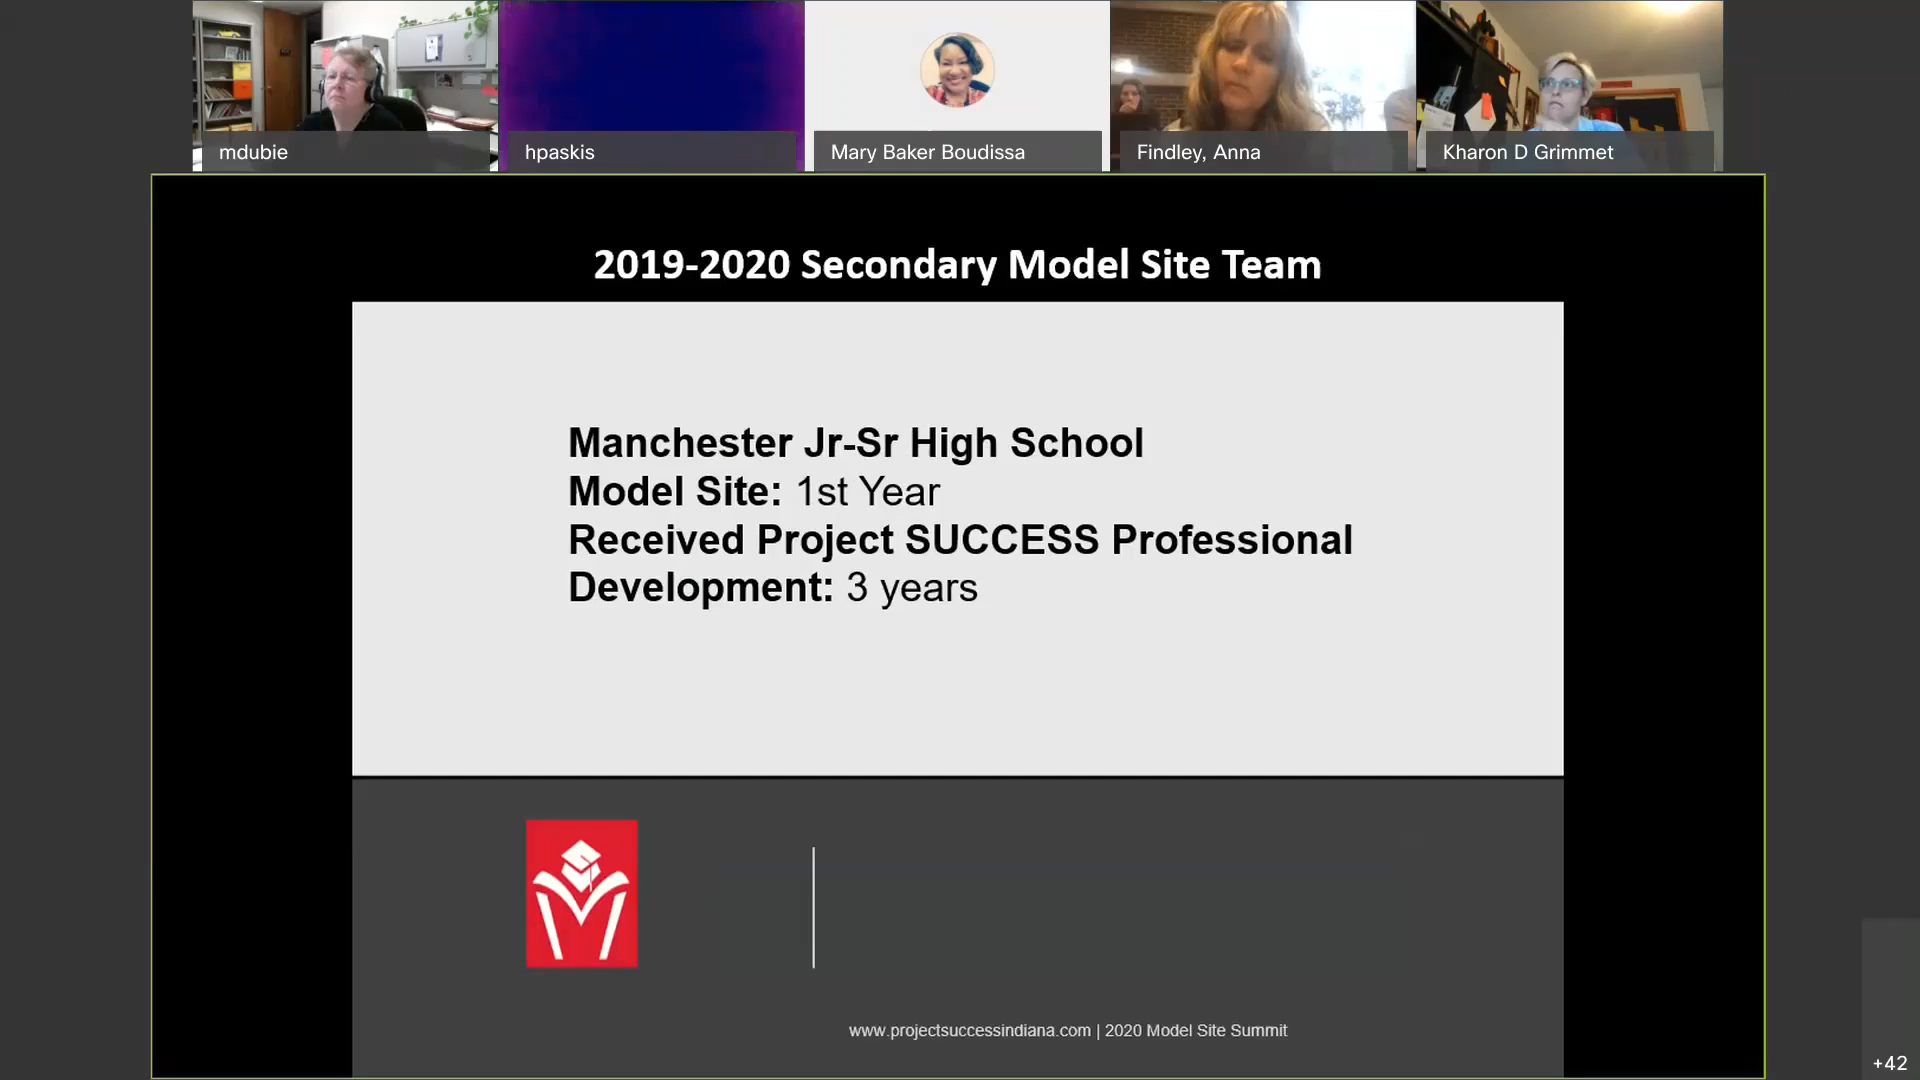 mdubie
hpaskis
Mary Baker Boudissa
Findley, Anna
Kharon D Grimmet
2019-2020 Secondary Model Site Team
Manchester Jr-Sr High School
Model Site: 1st Year
Received Project SUCCESS Professional
Development: 3 years
www.projectsuccessindiana.com | 2020 Model Site Summit
+42